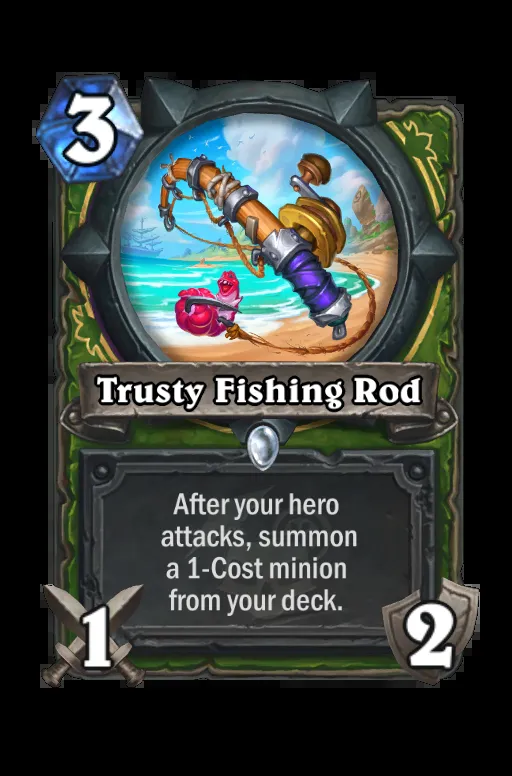 3
Trusty Fishing Rod
After your hero
attacks, summon
a 1-Cost minion
from your deck.
1
2